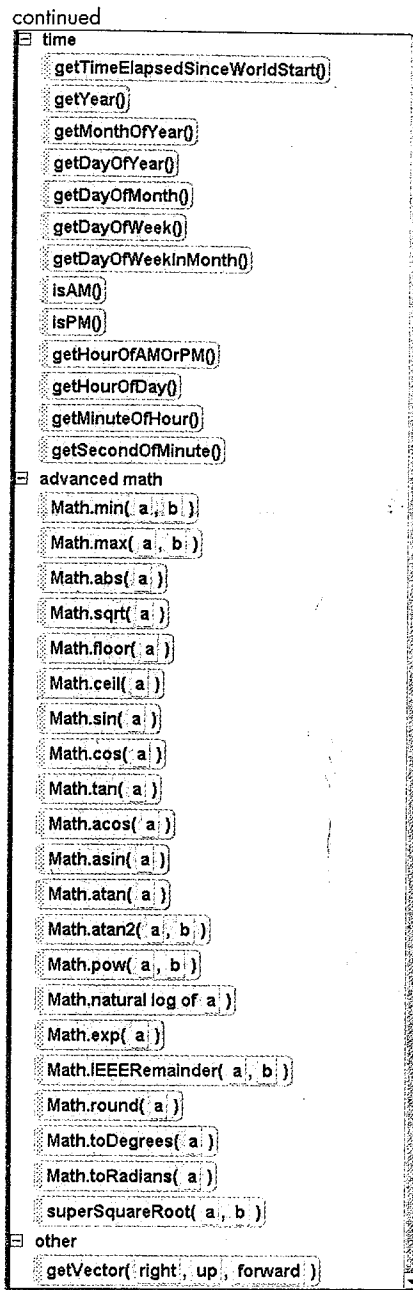 continued
time
getTimeElapsedSinceWorldStart()
getYear()
getMonthOfYear()
getDayOfYear()
getDayOfMonth()
getDayOfWeek()
getDayOfWeekInMonth()
isAM()
isPM()
getHourOfAMOrPM()
getHourOfDay()
getMinuteOfHour()
getSecondOfMinute()
advanced math
Math.min( a , b )
Math.max( a , b )
Math.abs( a )
Math.sqrt( a )
Math.floor( a )
Math.ceil( a )
Math.sin( a )
Math.cos( a )
Math.tan( a )
Math.acos( a )
Math.asin( a )
Math.atan( a )
Math.atan2( a , b )
Math.pow( a , b )
Math.natural log of a )
Math.exp( a )
Math.IEEERemainder( a , b )
Math.round( a )
Math.toDegrees( a )
Math.toRadians( a )
superSquareRoot( a , b )
other
getVector( right , up , forward )